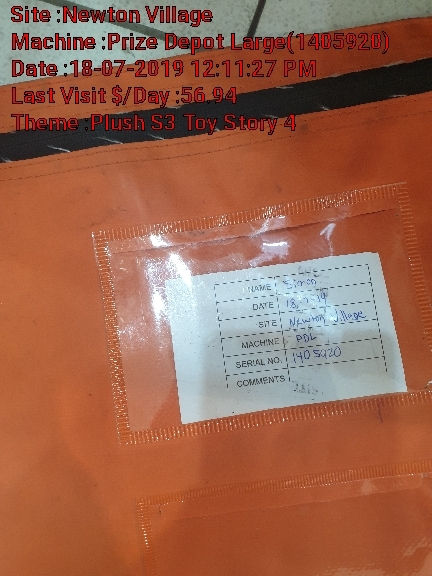 Site :Newton Village
Machine :Prize Depot Large(1405920)
Date :18-07-2019 12:11:27 PM
Last Visit $/Day :56.94
Theme :Plush S3 Toy Story 4
NAME Simon
DATE 18-7-19
SITE Newton Village
MACHINE PDL
SERIAL NO. 1405920
COMMENTS